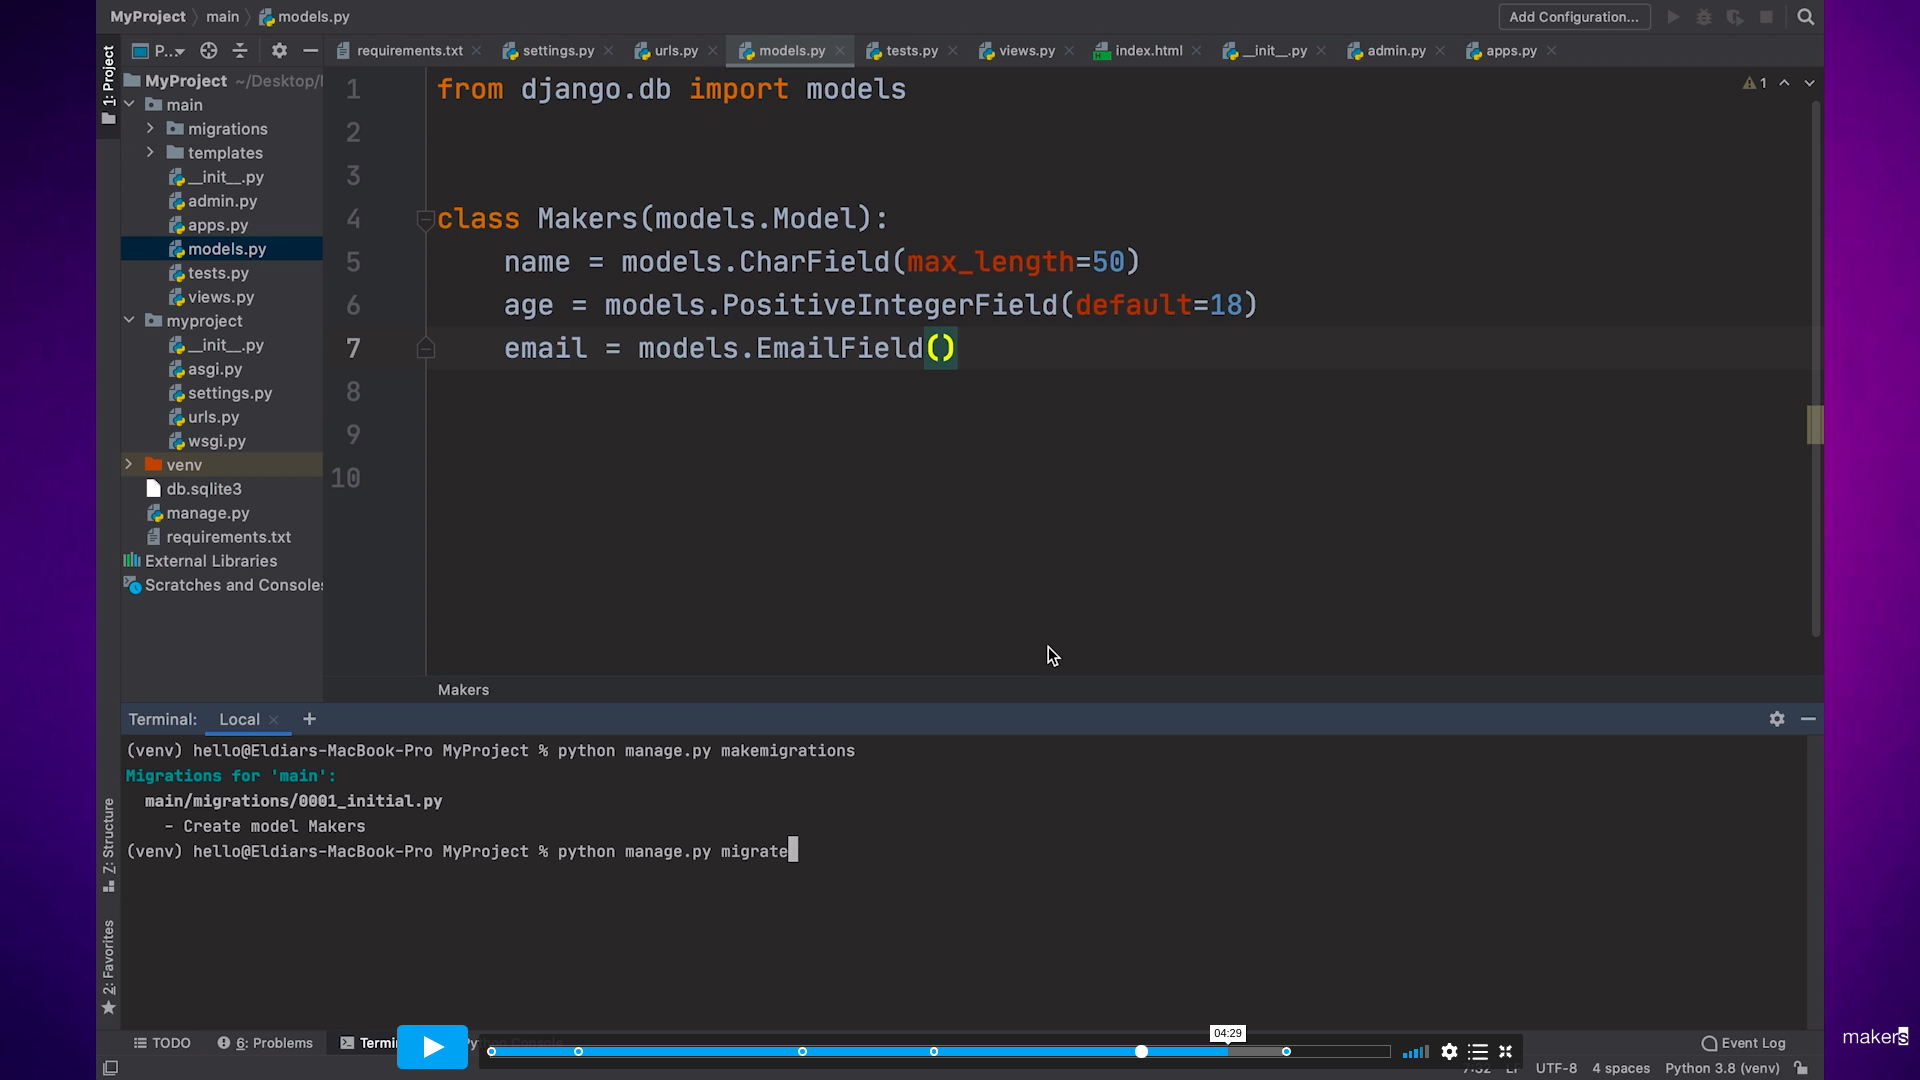 MyProject main models.py Add Configuration...
1: Project
P... requirements.txt settings.py urls.py models.py tests.py views.py index.html __init__.py admin.py apps.py
MyProject ~/Desktop/
main
migrations
templates
__init__.py
admin.py
apps.py
models.py
tests.py
views.py
myproject
__init__.py
asgi.py
settings.py
urls.py
wsgi.py
venv
db.sqlite3
manage.py
requirements.txt
External Libraries
Scratches and Consoles
1 from django.db import models
2
3
4 class Makers(models.Model):
5 name = models.CharField(max_length=50)
6 age = models.PositiveIntegerField(default=18)
7 email = models.EmailField()
8
9
10
1
Makers
Terminal: Local +
(venv) hello@Eldiars-MacBook-Pro MyProject % python manage.py makemigrations
Migrations for 'main':
main/migrations/0001_initial.py
- Create model Makers
(venv) hello@Eldiars-MacBook-Pro MyProject % python manage.py migrate
Z: Structure
2: Favorites
TODO 6: Problems Termi Event Log
04:29
UTF-8 4 spaces Python 3.8 (venv)
makers